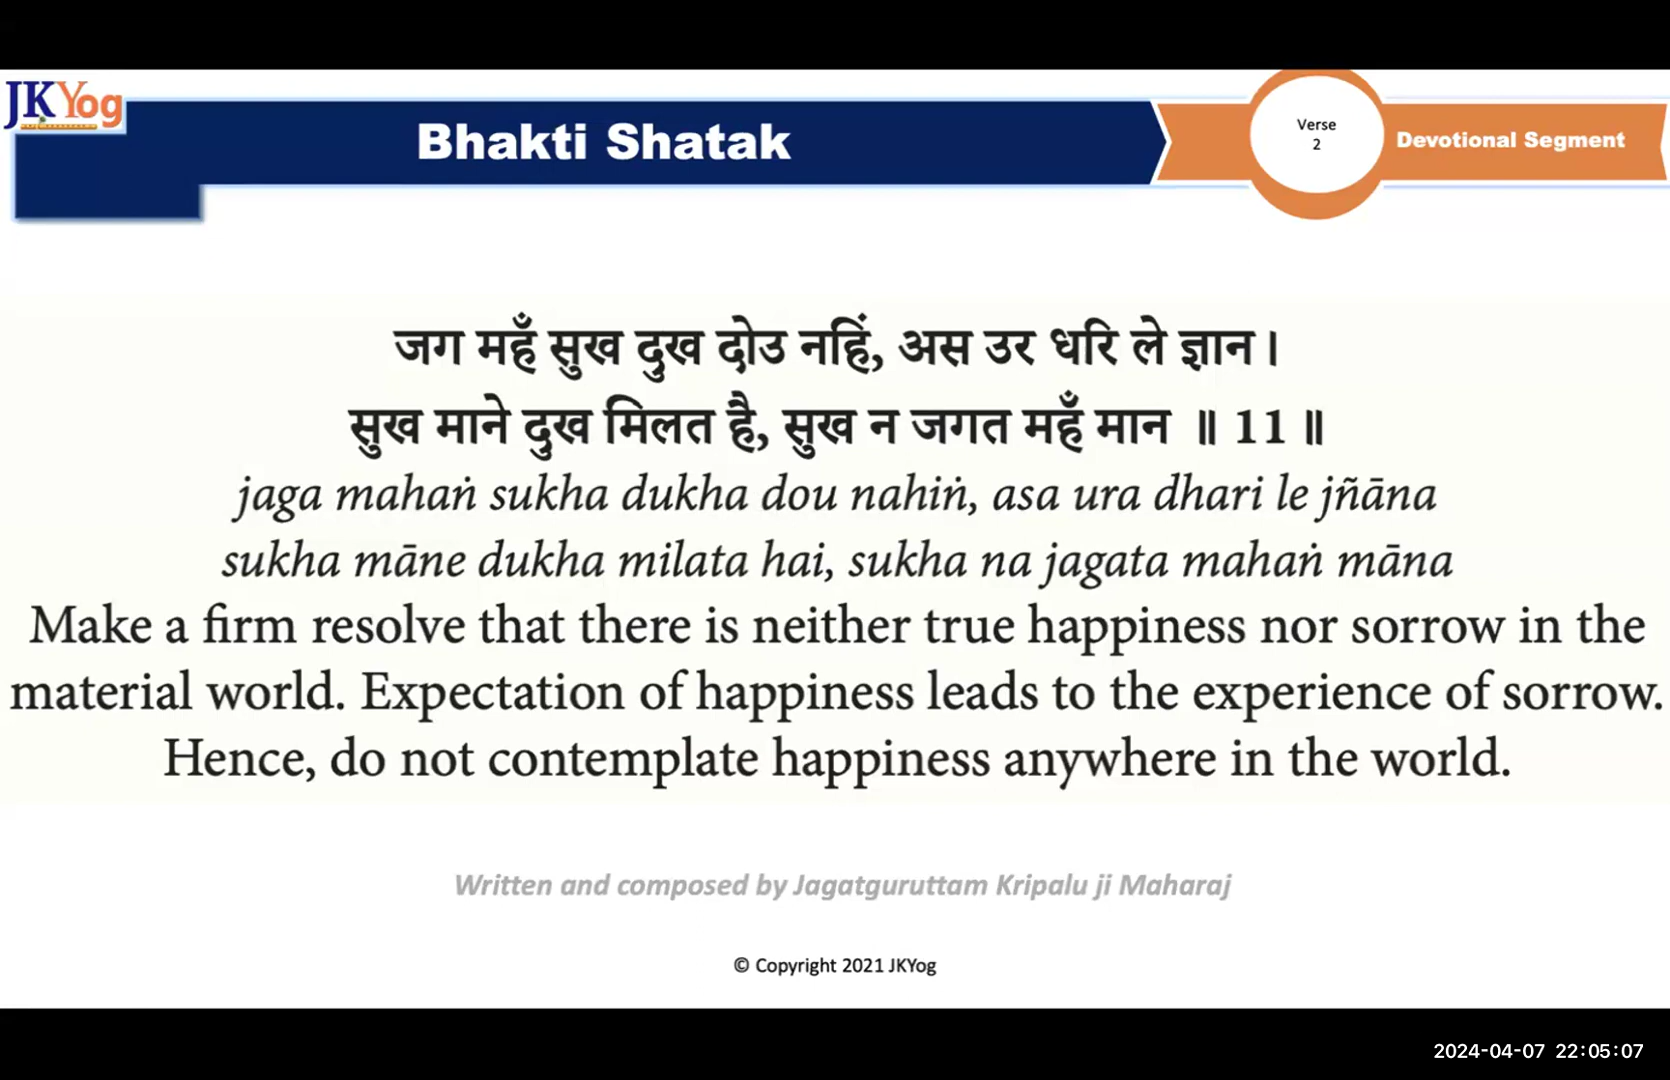 JKYog
Bhakti Shatak
Verse
2
Devotional Segment
जग महँ सुख दुख दोउ नहिं, अस उर धरि ले ज्ञान।
सुख माने दुख मिलत है, सुख न जगत महँ मान ॥ 11 ॥
jaga mahaṅ sukha dukha dou nahiṅ, asa ura dhari le jñāna
sukha māne dukha milata hai, sukha na jagata mahaṅ māna
Make a firm resolve that there is neither true happiness nor sorrow in the
material world. Expectation of happiness leads to the experience of sorrow.
Hence, do not contemplate happiness anywhere in the world.
Written and composed by Jagatguruttam Kripalu ji Maharaj
© Copyright 2021 JKYog
2024-04-07 22:05:07